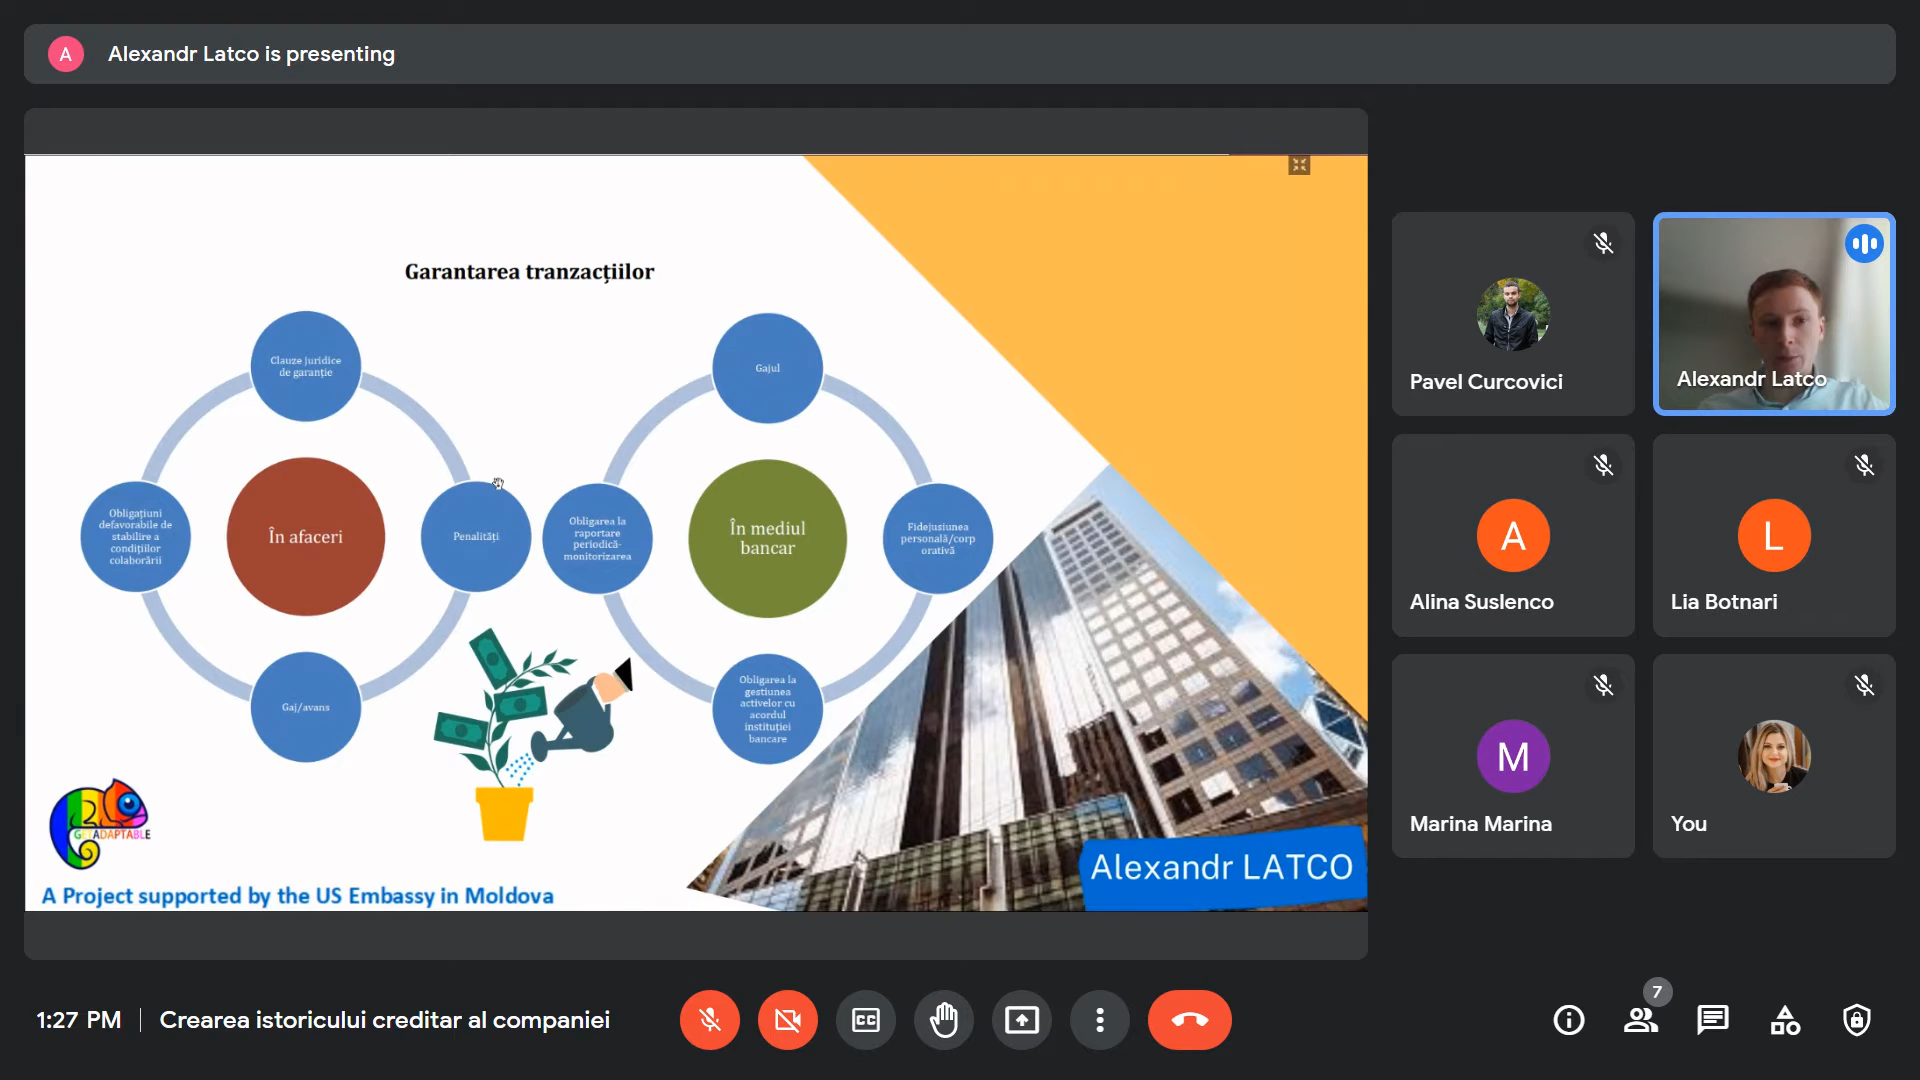 A
Alexandr Latco is presenting
Garantarea tranzacțiilor
Clauze juridice
de garanție
Obligațiuni
defavorabile de
stabilire a
condițiilor
colaborării
În afaceri
Penalități
Gaj/avans
Gajul
Obligarea la
raportare
periodică-
monitorizarea
În mediul
bancar
Fidejusiunea
personală/corp
orativă
Obligarea la
gestiunea
activelor cu
acordul
instituției
bancare
GETADAPTABLE
A Project supported by the US Embassy in Moldova
Alexandr LATCO
Pavel Curcovici
Alexandr Latco
A
Alina Suslenco
L
Lia Botnari
M
Marina Marina
You
1:27 PM
Crearea istoricului creditar al companiei
CC
7